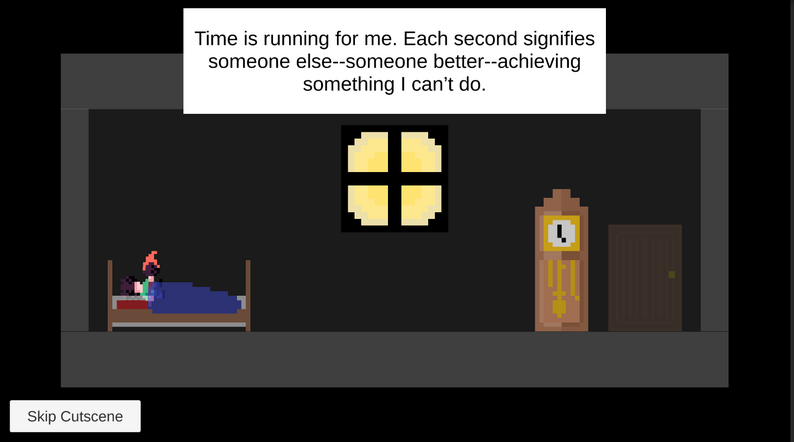 Time is running for me. Each second signifies
someone else--someone better--achieving
something I can’t do.
Skip Cutscene